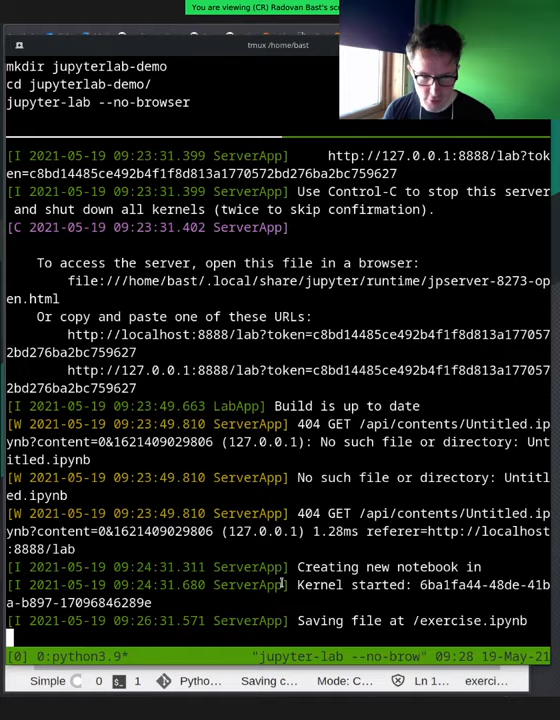 You are viewing (CR) Radovan Bast's scr
tmux /home/bast
mkdir jupyterlab-demo
cd jupyterlab-demo/
jupyter-lab --no-browser
[I 2021-05-19 09:23:31.399 ServerApp]     http://127.0.0.1:8888/lab?tok
en=c8bd14485ce492b4f1f8d813a1770572bd276ba2bc759627
[I 2021-05-19 09:23:31.399 ServerApp] Use Control-C to stop this server
and shut down all kernels (twice to skip confirmation).
[C 2021-05-19 09:23:31.402 ServerApp]
To access the server, open this file in a browser:
file:///home/bast/.local/share/jupyter/runtime/jpserver-8273-op
en.html
Or copy and paste one of these URLs:
http://localhost:8888/lab?token=c8bd14485ce492b4f1f8d813a177057
2bd276ba2bc759627
http://127.0.0.1:8888/lab?token=c8bd14485ce492b4f1f8d813a177057
2bd276ba2bc759627
[I 2021-05-19 09:23:49.663 LabApp] Build is up to date
[W 2021-05-19 09:23:49.810 ServerApp] 404 GET /api/contents/Untitled.ip
ynb?content=0&1621409029806 (127.0.0.1): No such file or directory: Unt
itled.ipynb
[W 2021-05-19 09:23:49.810 ServerApp] No such file or directory: Untitl
ed.ipynb
[W 2021-05-19 09:23:49.810 ServerApp] 404 GET /api/contents/Untitled.ip
ynb?content=0&1621409029806 (127.0.0.1) 1.28ms referer=http://localhost
:8888/lab
[I 2021-05-19 09:24:31.311 ServerApp] Creating new notebook in
[I 2021-05-19 09:24:31.680 ServerApp] Kernel started: 6ba1fa44-48de-41b
a-b897-17096846289e
[I 2021-05-19 09:26:31.571 ServerApp] Saving file at /exercise.ipynb
[0] 0:python3.9* "jupyter-lab --no-brow" 09:28 19-May-21
Simple 0 $_ 1 Pytho... Saving c... Mode: C... Ln 1... exerci...